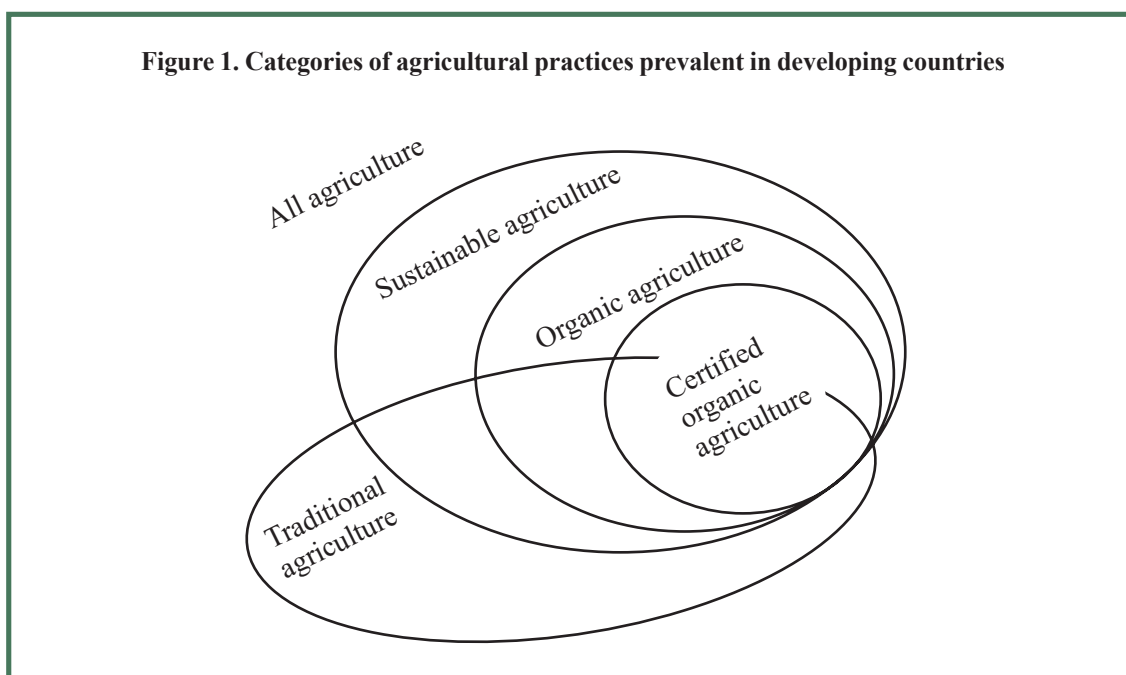 Figure 1. Categories of agricultural practices prevalent in developing countries
All agriculture
Sustainable agriculture
Organic agriculture
Certified
organic
agriculture
Traditional
agriculture